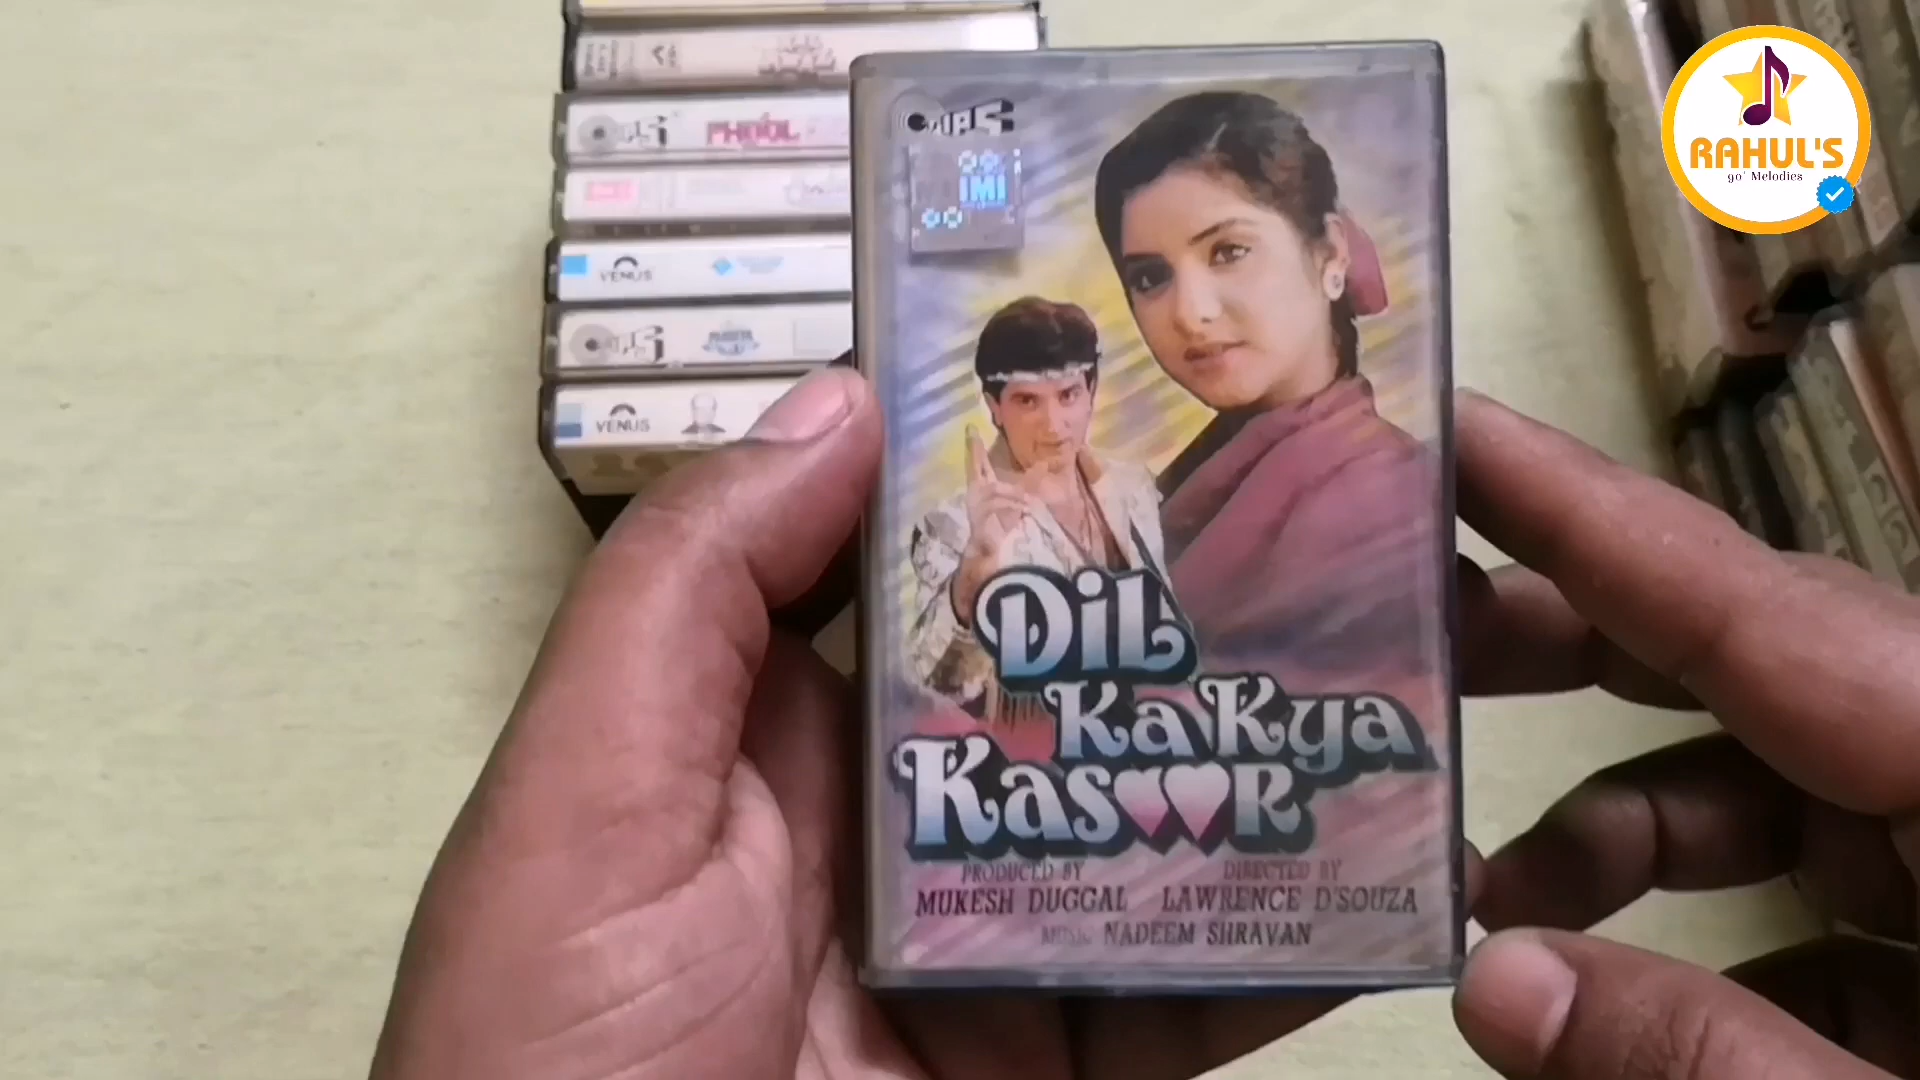 TIPS
PHOOL
IMI
VENUS
VENUS
DiL
Ka Kya
KasooR
PRODUCED BY
MUKESH DUGGAL
DIRECTED BY
LAWRENCE D'SOUZA
MUSIC NADEEM SHRAVAN
RAHUL'S
90' Melodies